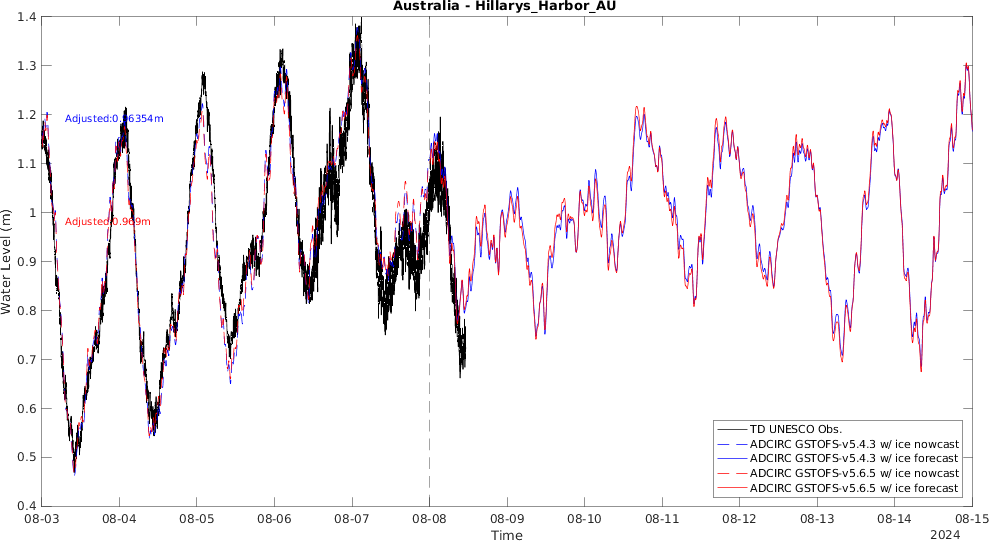 Australia - Hillarys_Harbor_AU
1.4
1.3
1.2
1.1
1
0.9
0.8
0.7
0.6
0.5
0.4
Water Level (m)
Adjusted:0.96354m
Adjusted:0.969m
TD UNESCO Obs.
ADCIRC GSTOFS-v5.4.3 w/ ice nowcast
ADCIRC GSTOFS-v5.4.3 w/ ice forecast
ADCIRC GSTOFS-v5.6.5 w/ ice nowcast
ADCIRC GSTOFS-v5.6.5 w/ ice forecast
08-03 08-04 08-05 08-06 08-07 08-08 08-09 08-10 08-11 08-12 08-13 08-14 08-15
Time
2024